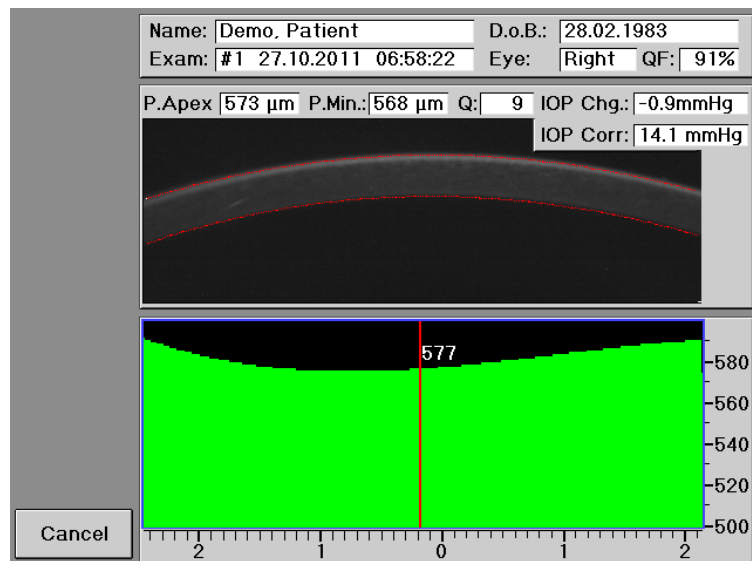 Name: Demo, Patient D.o.B.: 28.02.1983
Exam: #1 27.10.2011 06:58:22 Eye: Right QF: 91%
P.Apex 573 µm P.Min.: 568 µm Q: 9 IOP Chg.: -0.9mmHg
IOP Corr: 14.1 mmHg
577
580
560
540
520
500
Cancel
2 1 0 1 2